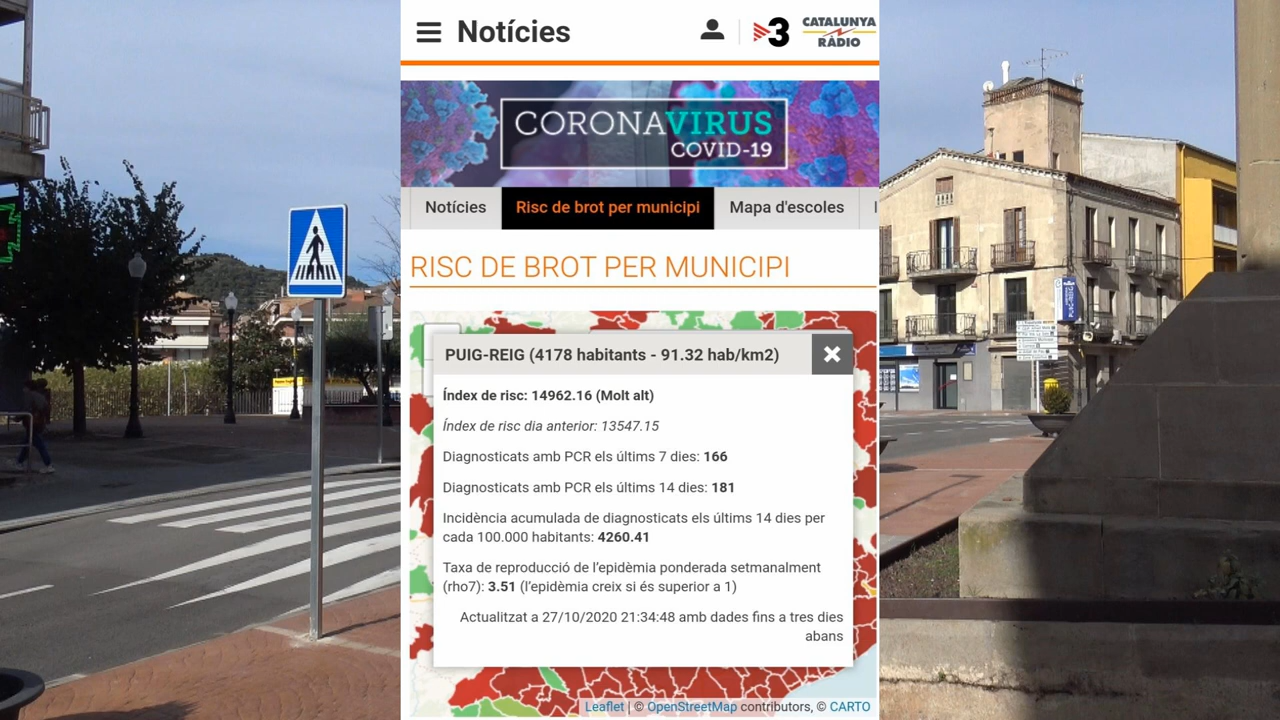 Notícies
3
CATALUNYA
RÀDIO
CORONAVIRUS
COVID-19
Notícies
Risc de brot per municipi
Mapa d'escoles
RISC DE BROT PER MUNICIPI
PUIG-REIG (4178 habitants - 91.32 hab/km2)
Índex de risc: 14962.16 (Molt alt)
Índex de risc dia anterior: 13547.15
Diagnosticats amb PCR els últims 7 dies: 166
Diagnosticats amb PCR els últims 14 dies: 181
Incidència acumulada de diagnosticats els últims 14 dies per
cada 100.000 habitants: 4260.41
Taxa de reproducció de l'epidèmia ponderada setmanalment
(rho7): 3.51 (l'epidèmia creix si és superior a 1)
Actualitzat a 27/10/2020 21:34:48 amb dades fins a tres dies
abans
Leaflet | © OpenStreetMap contributors, © CARTO